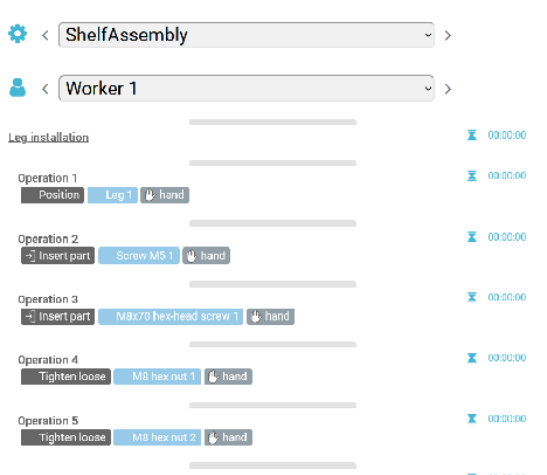 < ShelfAssembly >
< Worker 1 >
Leg installation 00:00:00
Operation 1 00:00:00
Position Leg 1 hand
Operation 2 00:00:00
Insert part Screw M5 1 hand
Operation 3 00:00:00
Insert part M8x70 hex-head screw 1 hand
Operation 4 00:00:00
Tighten loose M8 hex nut 1 hand
Operation 5 00:00:00
Tighten loose M8 hex nut 2 hand